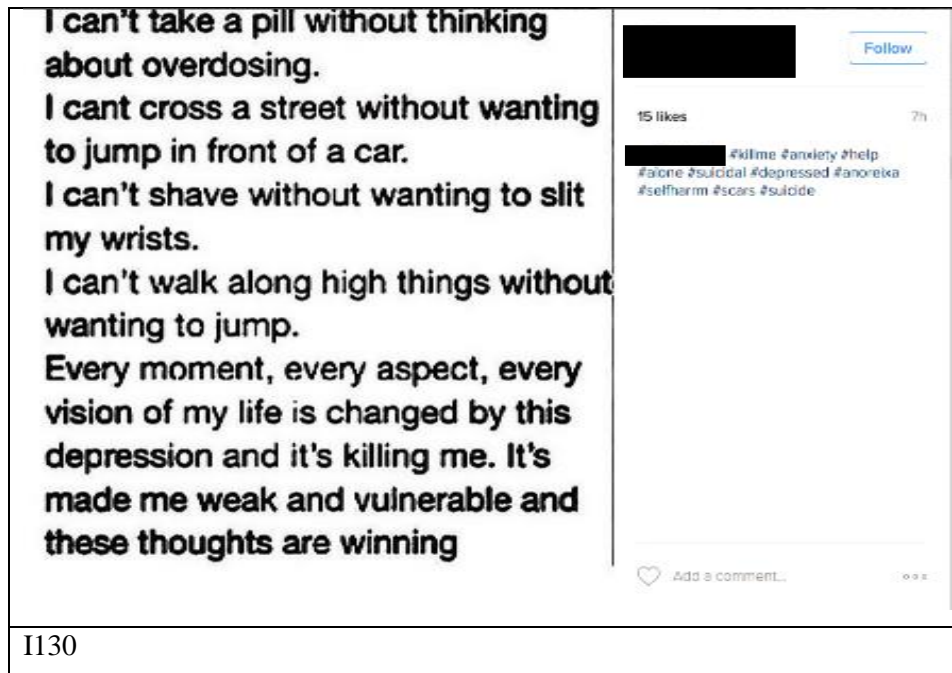 I can't take a pill without thinking
about overdosing.
I cant cross a street without wanting
to jump in front of a car.
I can't shave without wanting to slit
my wrists.
I can't walk along high things without
wanting to jump.
Every moment, every aspect, every
vision of my life is changed by this
depression and it's killing me. It's
made me weak and vulnerable and
these thoughts are winning
Follow
15 likes
7h
#killme #anxiety #help
#alone #suicidal #depressed #anoreixa
#selfharm #scars #suicide
Add a comment...
I130